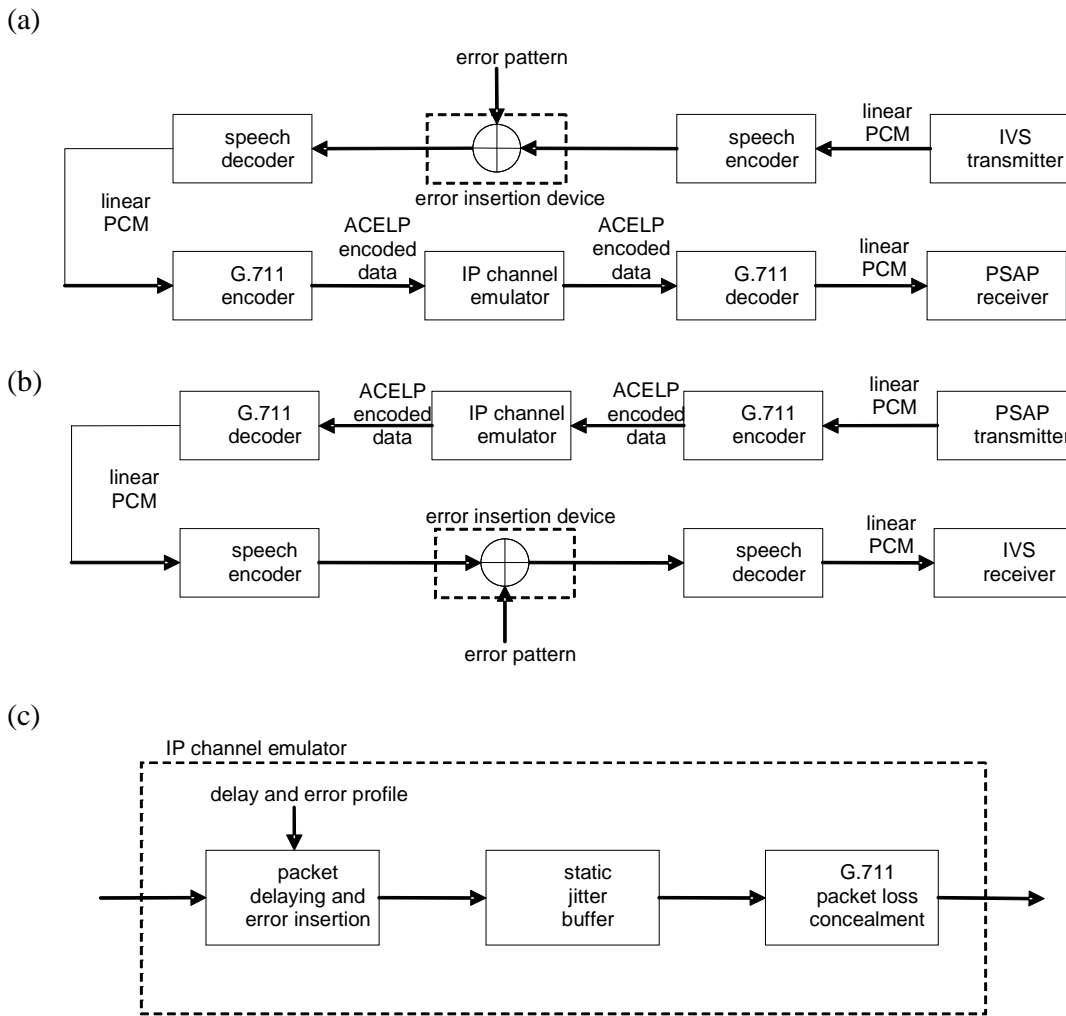 (a)
error pattern
speech
decoder
error insertion device
speech
encoder
linear
PCM
IVS
transmitter
linear
PCM
G.711
encoder
ACELP
encoded
data
IP channel
emulator
ACELP
encoded
data
G.711
decoder
linear
PCM
PSAP
receiver
(b)
G.711
decoder
ACELP
encoded
data
IP channel
emulator
ACELP
encoded
data
G.711
encoder
linear
PCM
PSAP
transmitter
linear
PCM
speech
encoder
error insertion device
error pattern
speech
decoder
linear
PCM
IVS
receiver
(c)
IP channel emulator
delay and error profile
packet
delaying and
error insertion
static
jitter
buffer
G.711
packet loss
concealment